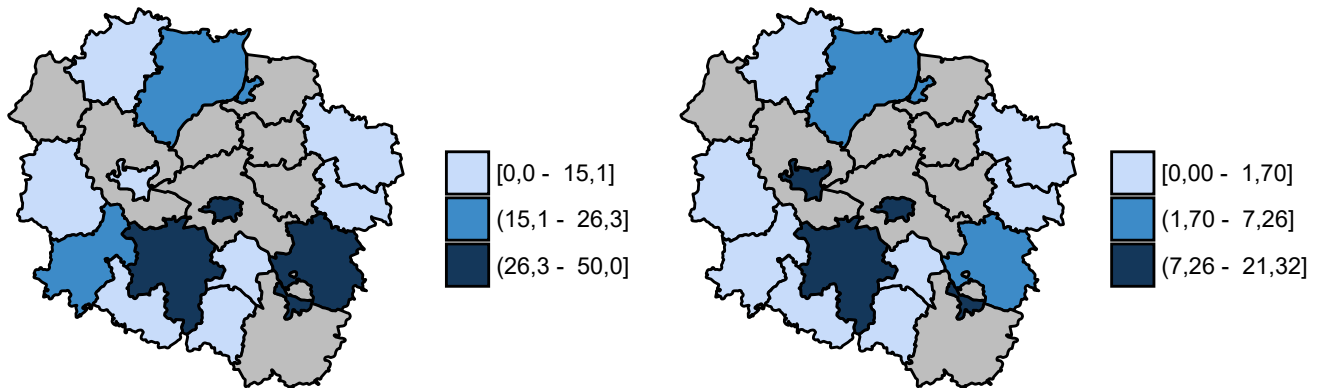 [0,0 - 15,1]
(15,1 - 26,3]
(26,3 - 50,0]
[0,00 - 1,70]
(1,70 - 7,26]
(7,26 - 21,32]